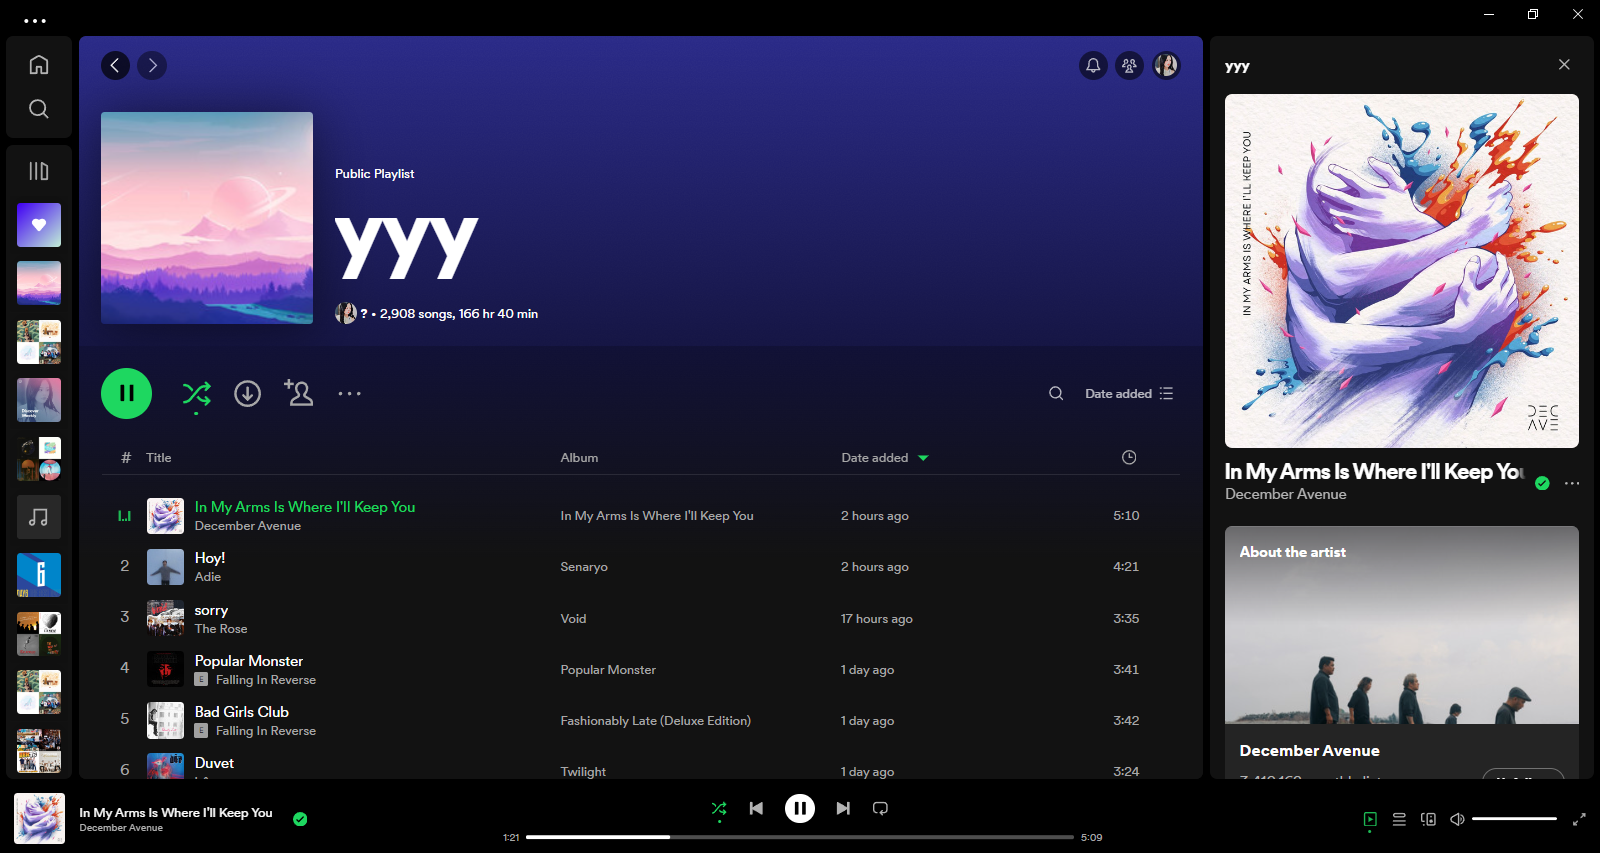 Public Playlist
yyy
? • 2,908 songs, 166 hr 40 min
Date added
# Title Album Date added
In My Arms Is Where I'll Keep You
December Avenue
In My Arms Is Where I'll Keep You
2 hours ago
5:10
2
Hoy!
Adie
Senaryo
2 hours ago
4:21
3
sorry
The Rose
Void
17 hours ago
3:35
4
Popular Monster
E Falling In Reverse
Popular Monster
1 day ago
3:41
5
Bad Girls Club
E Falling In Reverse
Fashionably Late (Deluxe Edition)
1 day ago
3:42
6
Duvet
Twilight
1 day ago
3:24
yyy
IN MY ARMS IS WHERE I'LL KEEP YOU
DEC
AVE
In My Arms Is Where I'll Keep You
December Avenue
About the artist
December Avenue
In My Arms Is Where I'll Keep You
December Avenue
1:21
5:09